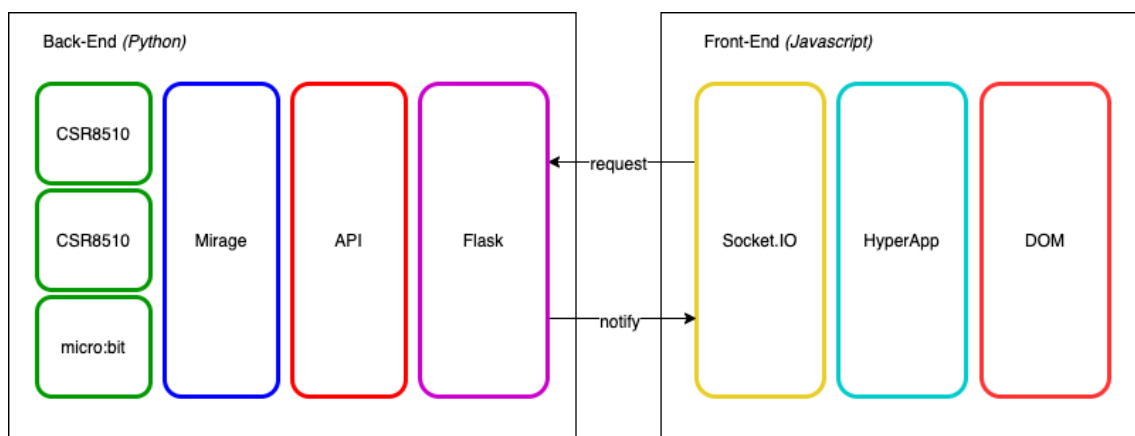 Back-End (Python)
Front-End (Javascript)
CSR8510
request
CSR8510
Mirage
API
Flask
Socket.IO
HyperApp
DOM
notify
micro:bit